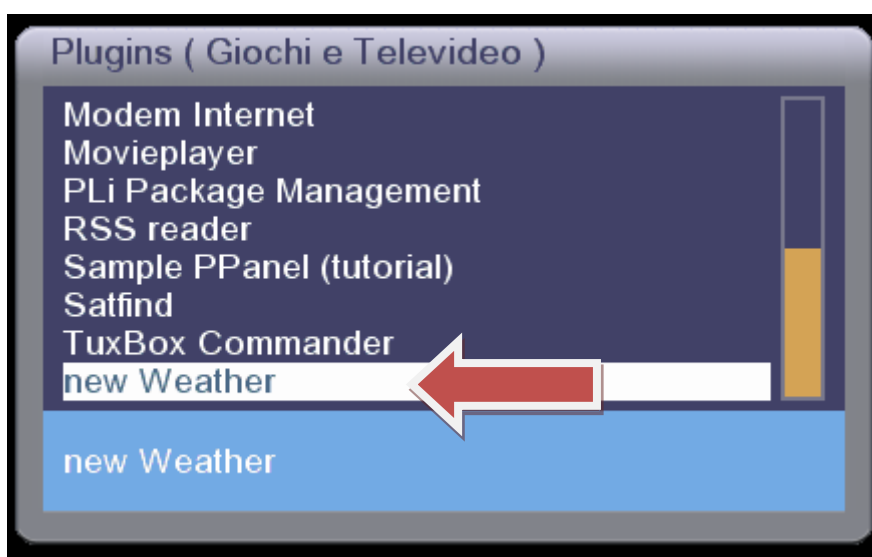 Plugins ( Giochi e Televideo )
Modem Internet
Movieplayer
PLi Package Management
RSS reader
Sample PPanel (tutorial)
Satfind
TuxBox Commander
new Weather
new Weather